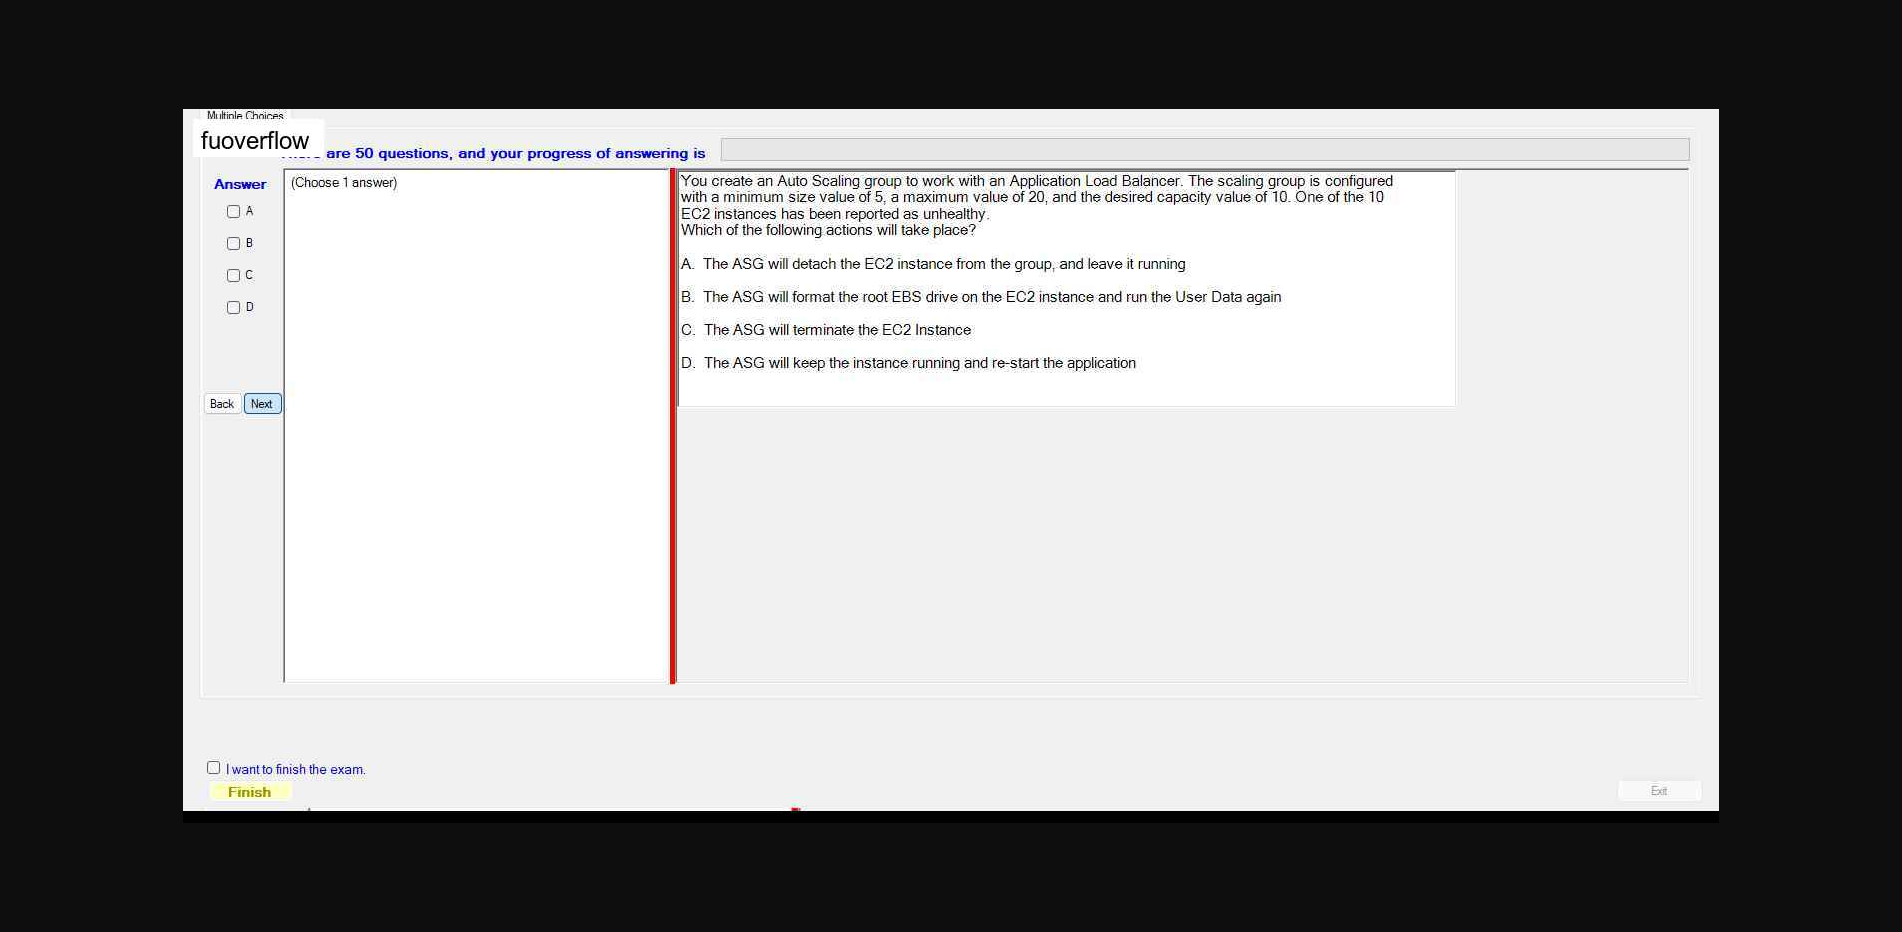 Multiple Choices
fuoverflow
are 50 questions, and your progress of answering is
Answer
(Choose 1 answer)
A
B
C
D
Back
Next
You create an Auto Scaling group to work with an Application Load Balancer. The scaling group is configured
with a minimum size value of 5, a maximum value of 20, and the desired capacity value of 10. One of the 10
EC2 instances has been reported as unhealthy.
Which of the following actions will take place?
A. The ASG will detach the EC2 instance from the group, and leave it running
B. The ASG will format the root EBS drive on the EC2 instance and run the User Data again
C. The ASG will terminate the EC2 Instance
D. The ASG will keep the instance running and re-start the application
I want to finish the exam.
Finish
Exit